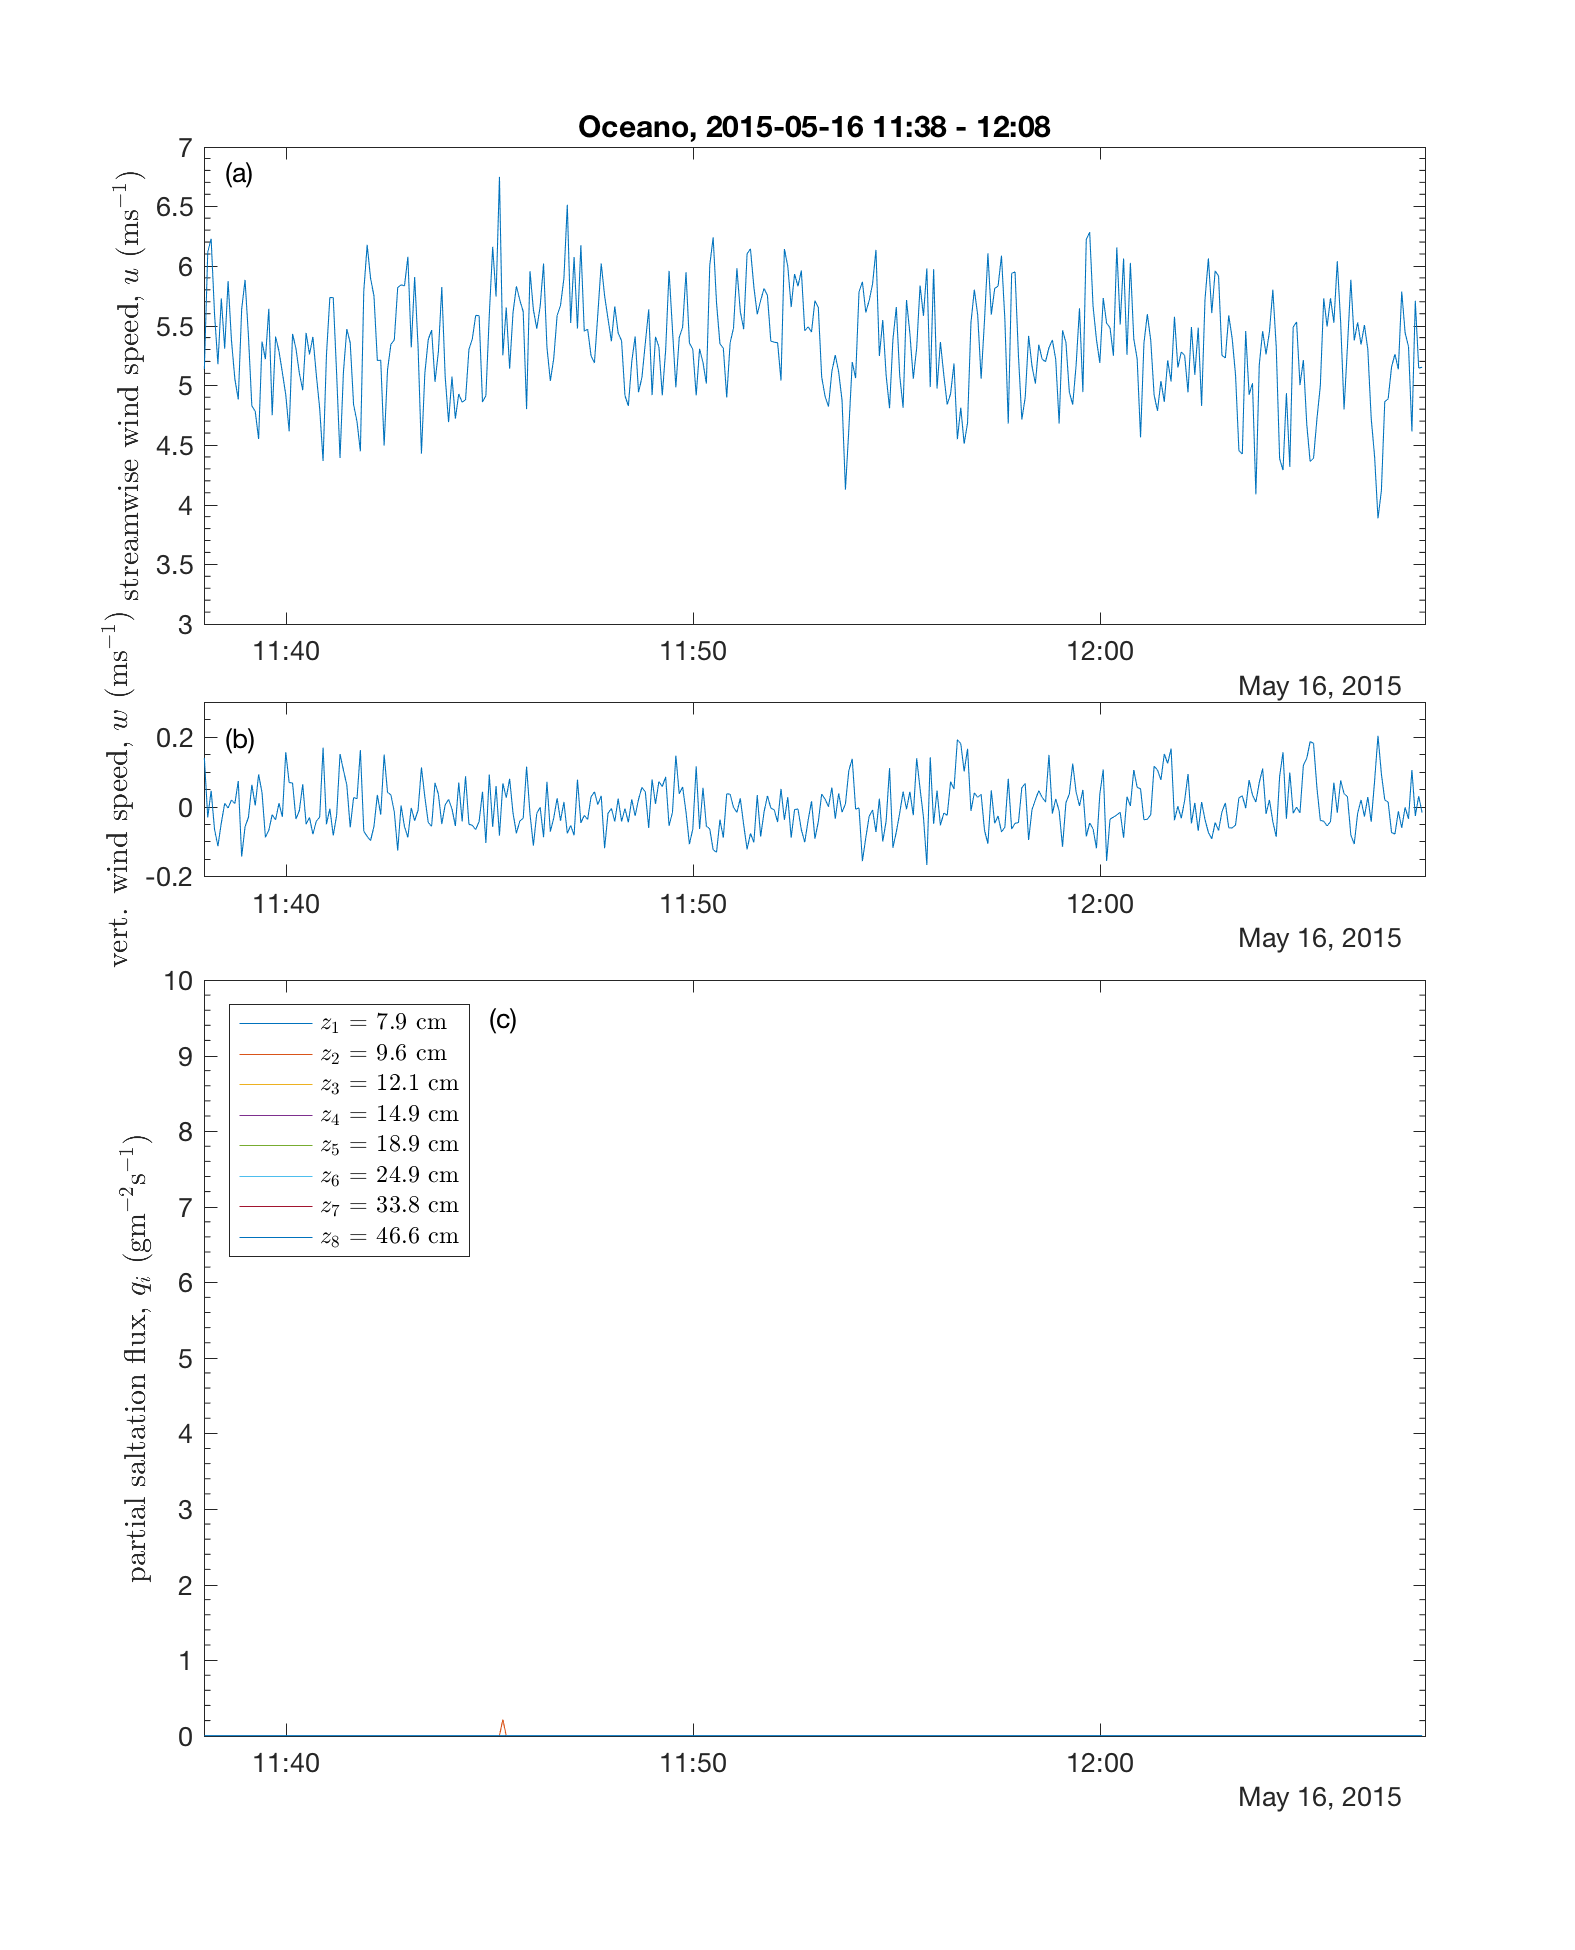 Oceano, 2015-05-16 11:38 - 12:08
(a)
streamwise wind speed, u (ms⁻¹)
7
6.5
6
5.5
5
4.5
4
3.5
3
11:40 11:50 12:00
May 16, 2015
(b)
vert. wind speed, w (ms⁻¹)
0.2
0
-0.2
11:40 11:50 12:00
May 16, 2015
(c)
partial saltation flux, qᵢ (gm⁻²s⁻¹)
10
9
8
7
6
5
4
3
2
1
0
z₁ = 7.9 cm
z₂ = 9.6 cm
z₃ = 12.1 cm
z₄ = 14.9 cm
z₅ = 18.9 cm
z₆ = 24.9 cm
z₇ = 33.8 cm
z₈ = 46.6 cm
11:40 11:50 12:00
May 16, 2015